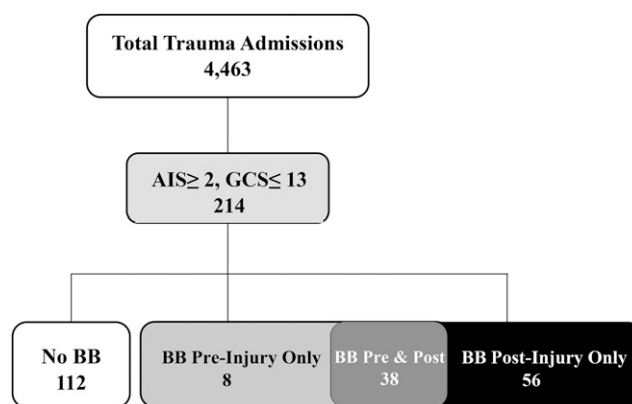 Total Trauma Admissions
4,463
AIS≥ 2, GCS≤ 13
214
No BB
112
BB Pre-Injury Only
8
BB Pre & Post
38
BB Post-Injury Only
56